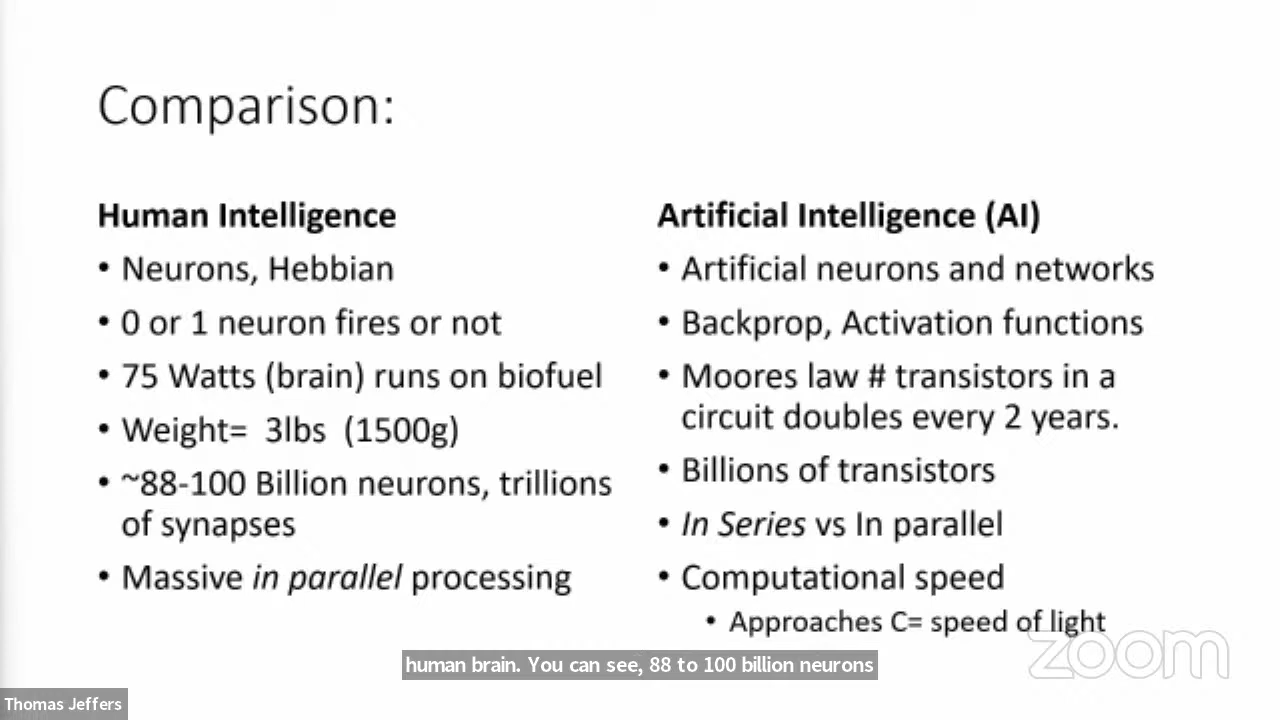 Comparison:
Human Intelligence
• Neurons, Hebbian
• 0 or 1 neuron fires or not
• 75 Watts (brain) runs on biofuel
• Weight=  3lbs  (1500g)
• ~88-100 Billion neurons, trillions
of synapses
• Massive in parallel processing
Artificial Intelligence (AI)
• Artificial neurons and networks
• Backprop, Activation functions
• Moores law # transistors in a
circuit doubles every 2 years.
• Billions of transistors
• In Series vs In parallel
• Computational speed
• Approaches C= speed of light
zoom
human brain. You can see, 88 to 100 billion neurons
Thomas Jeffers